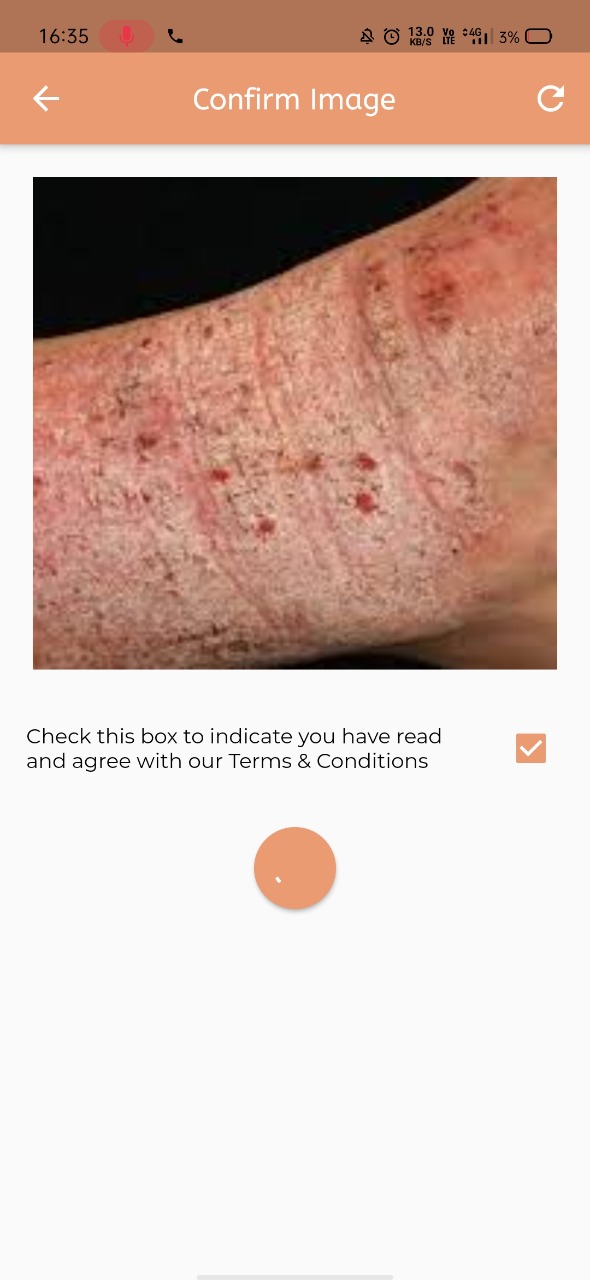 16:35
13.0
KB/S
Vo
LTE
4G
3%
Confirm Image
Check this box to indicate you have read
and agree with our Terms & Conditions